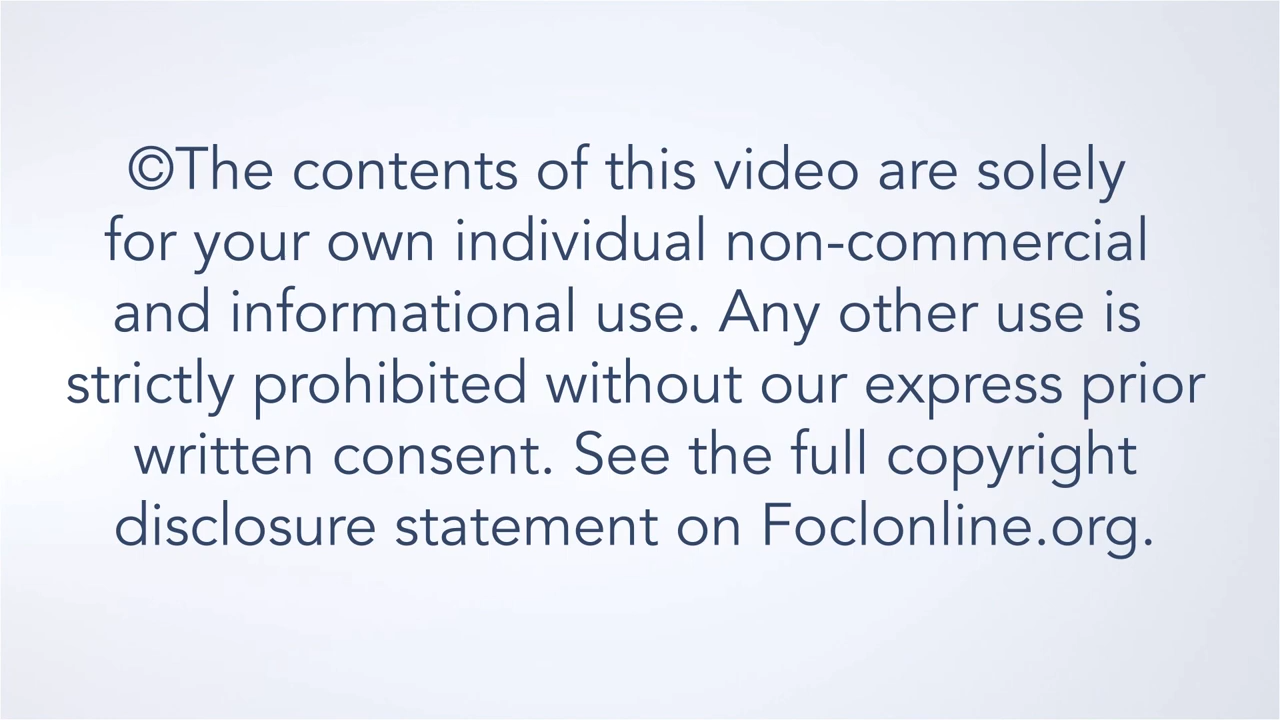 ©The contents of this video are solely
for your own individual non-commercial
and informational use. Any other use is
strictly prohibited without our express prior
written consent. See the full copyright
disclosure statement on Foclonline.org.